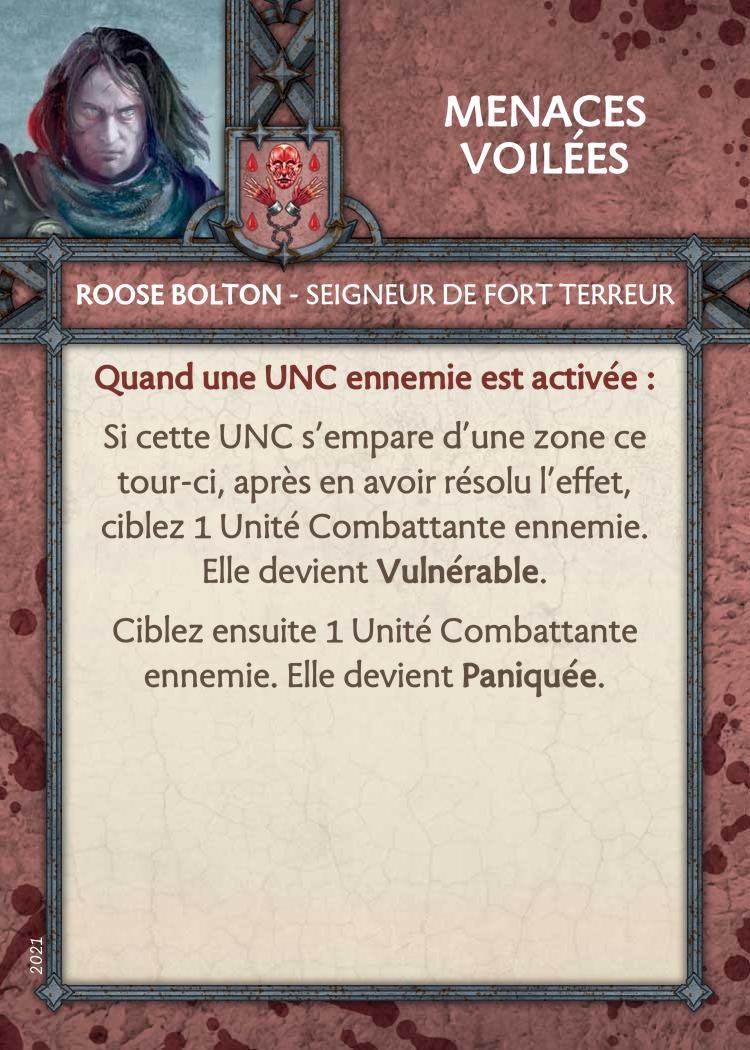 MENACES
VOILÉES
ROOSE BOLTON - SEIGNEUR DE FORT TERREUR
Quand une UNC ennemie est activée :
Si cette UNC s'empare d'une zone ce
tour-ci, après en avoir résolu l'effet,
ciblez 1 Unité Combattante ennemie.
Elle devient Vulnérable.
Ciblez ensuite 1 Unité Combattante
ennemie. Elle devient Paniquée.
2021